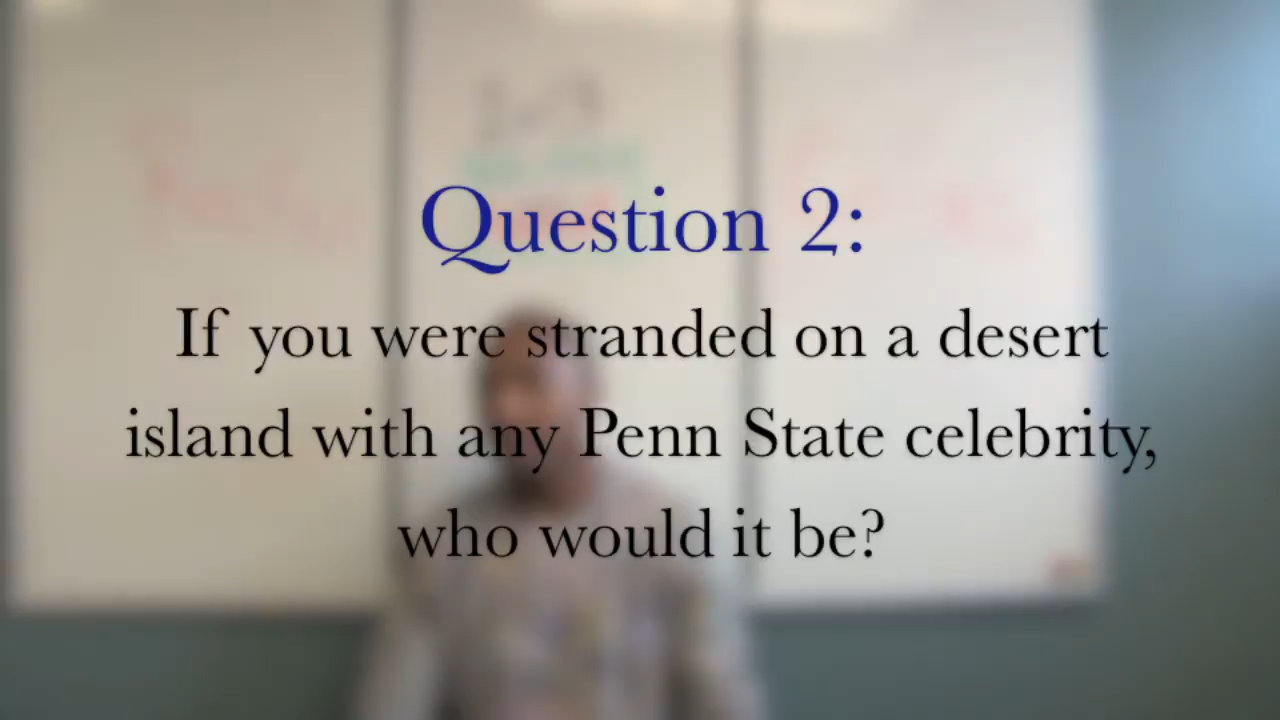 Question 2:
If you were stranded on a desert
island with any Penn State celebrity,
who would it be?